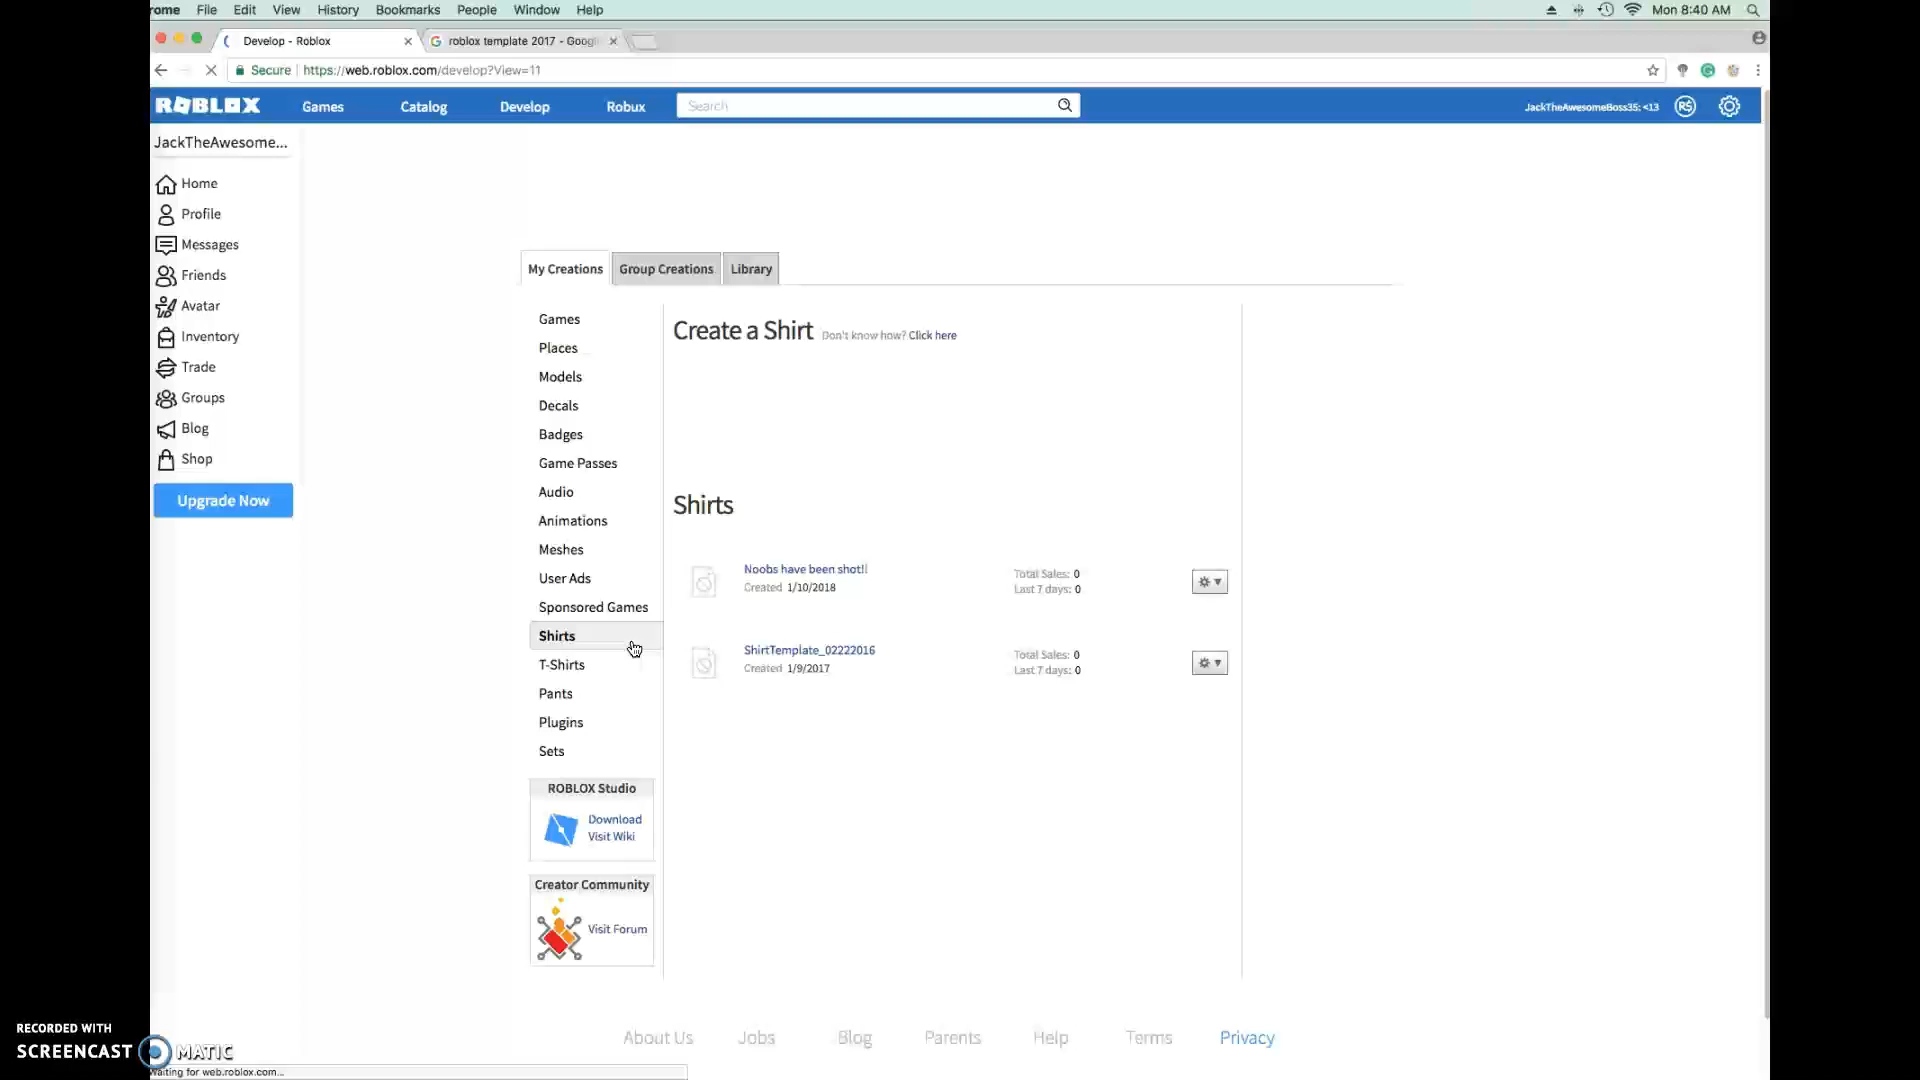 rome File Edit View History Bookmarks People Window Help Mon 8:40 AM
Develop - Roblox roblox template 2017 - Googl
Secure https://web.roblox.com/develop?View=11
ROBLOX Games Catalog Develop Robux Search JackTheAwesomeBoss35: <13 R$
JackTheAwesome...
Home
Profile
Messages
Friends
Avatar
Inventory
Trade
Groups
Blog
Shop
Upgrade Now
My Creations Group Creations Library
Games
Places
Models
Decals
Badges
Game Passes
Audio
Animations
Meshes
User Ads
Sponsored Games
Shirts
T-Shirts
Pants
Plugins
Sets
ROBLOX Studio
Download
Visit Wiki
Creator Community
Visit Forum
Create a Shirt Don't know how? Click here
Shirts
Noobs have been shot!!
Created 1/10/2018
Total Sales: 0
Last 7 days: 0
ShirtTemplate_02222016
Created 1/9/2017
Total Sales: 0
Last 7 days: 0
About Us Jobs Blog Parents Help Terms Privacy
RECORDED WITH
SCREENCAST MATIC
Waiting for web.roblox.com...